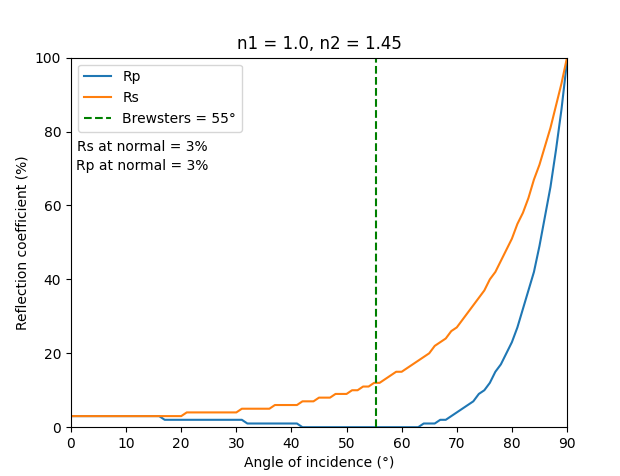 n1 = 1.0, n2 = 1.45
Reflection coefficient (%)
100
80
60
40
20
0
Rp
Rs
Brewsters = 55°
Rs at normal = 3%
Rp at normal = 3%
0 10 20 30 40 50 60 70 80 90
Angle of incidence (°)